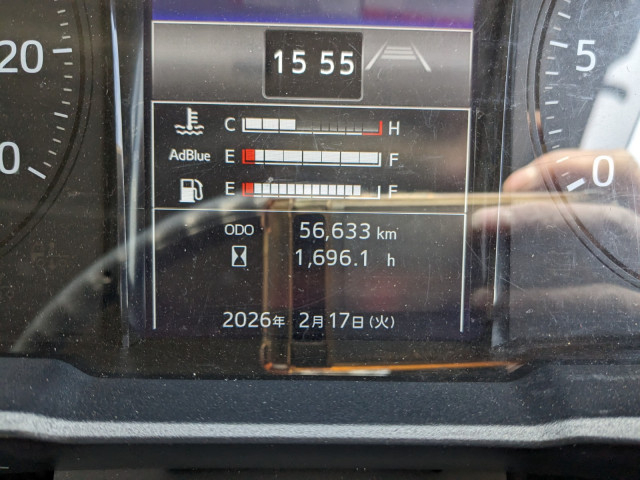 20
0
15 55
C H
AdBlue E F
E F
ODO 56,633 km
1,696.1 h
2026年 2月17日(火)
5
0